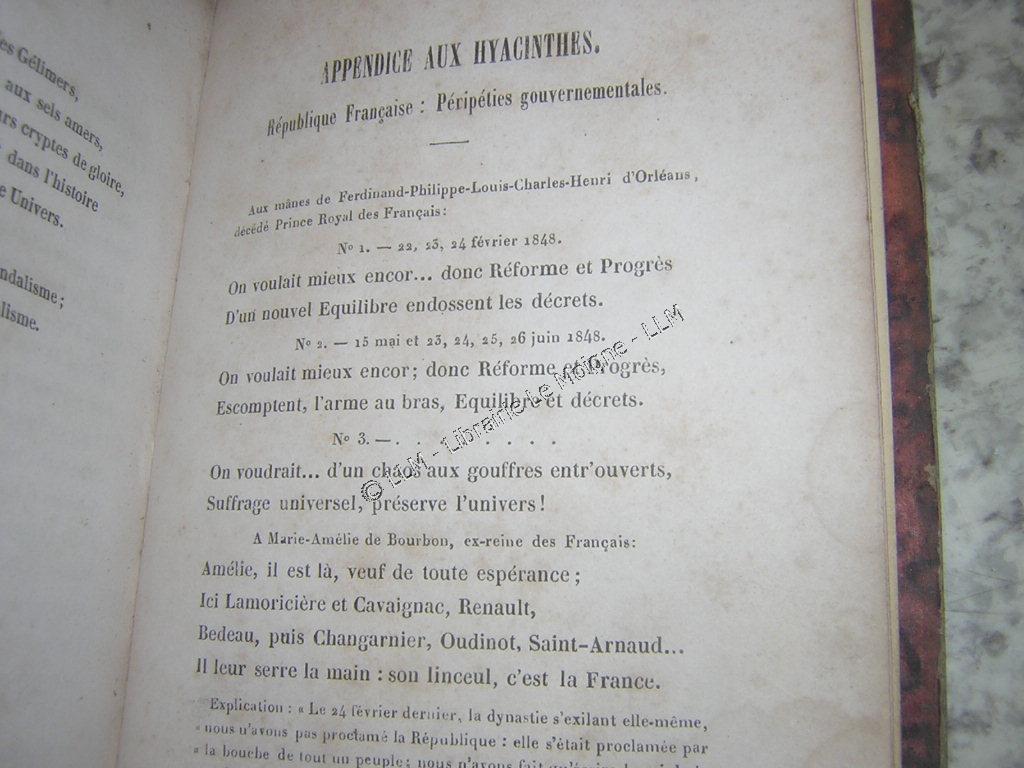 es Gélimers,
aux sels amers,
rs cryptes de gloire,
dans l'histoire
e Univers.
ndalisme;
lisme.
APPENDICE AUX HYACINTHES.
République Française : Péripéties gouvernementales.
Aux mânes de Ferdinand-Philippe-Louis-Charles-Henri d'Orléans,
décédé Prince Royal des Français:
No 1. — 22, 23, 24 février 1848.
On voulait mieux encor... donc Réforme et Progrès
D'un nouvel Equilibre endossent les décrets.
No 2. — 15 mai et 23, 24, 25, 26 juin 1848.
On voulait mieux encor; donc Réforme et Progrès,
Escomptent, l'arme au bras, Equilibre et décrets.
No 3. — . . . . . . . .
On voudrait... d'un chaos aux gouffres entr'ouverts,
Suffrage universel, préserve l'univers!
A Marie-Amélie de Bourbon, ex-reine des Français:
Amélie, il est là, veuf de toute espérance;
Ici Lamoricière et Cavaignac, Renault,
Bedeau, puis Changarnier, Oudinot, Saint-Arnaud...
Il leur serre la main : son linceul, c'est la France.
Explication : « Le 24 février dernier, la dynastie s'exilant elle-même,
« nous n'avons pas proclamé la République : elle s'était proclamée par
« la bouche de tout un peuple; nous n'avons fait
© LLM - Librairie Le Moigne - LLM